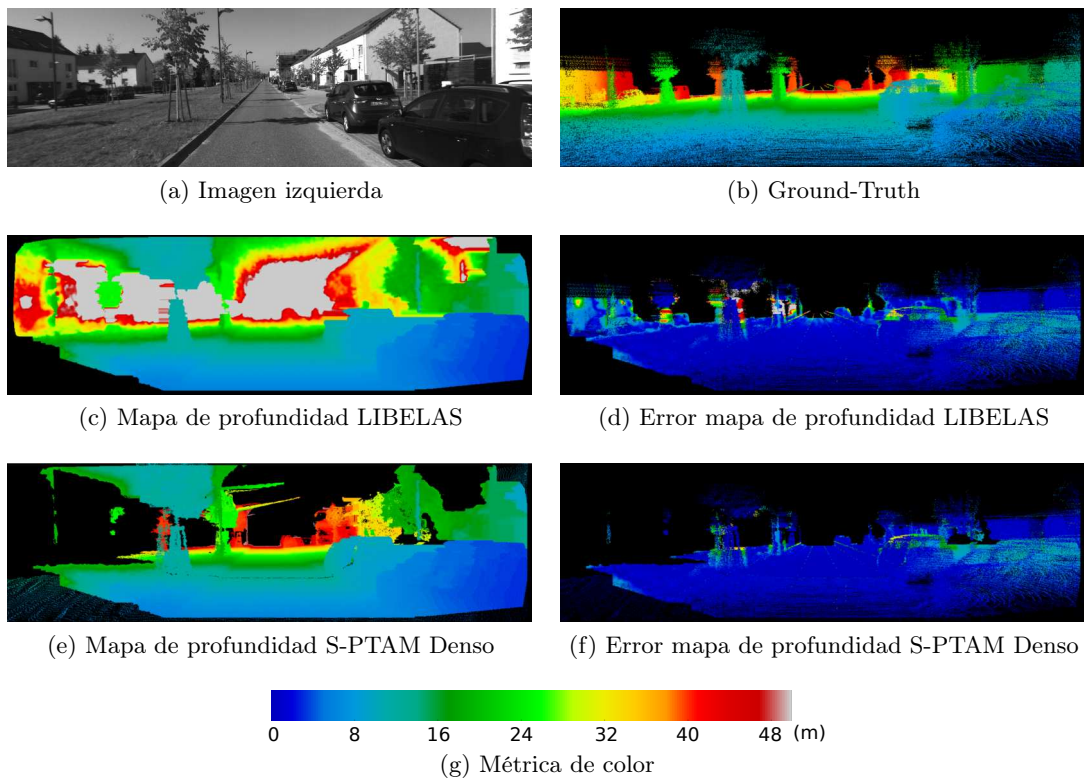 (a) Imagen izquierda
(b) Ground-Truth
(c) Mapa de profundidad LIBELAS
(d) Error mapa de profundidad LIBELAS
(e) Mapa de profundidad S-PTAM Denso
(f) Error mapa de profundidad S-PTAM Denso
0 8 16 24 32 40 48 (m)
(g) Métrica de color